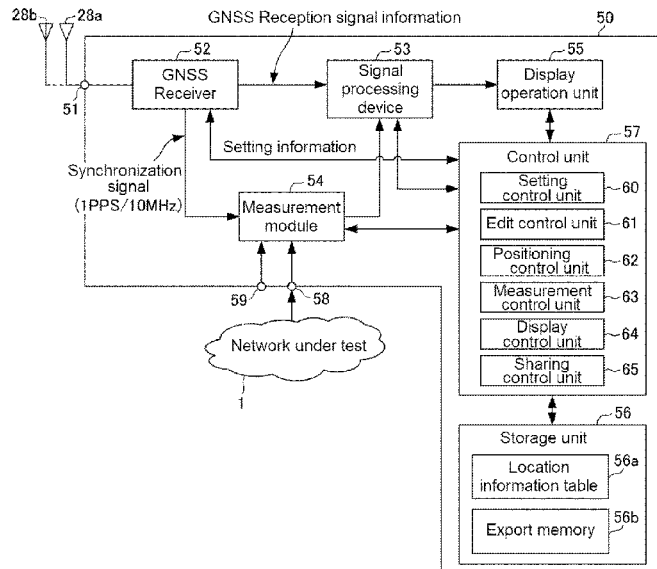 28b
28a
GNSS Reception signal information
50
52
53
55
GNSS
Receiver
Signal
processing
device
Display
operation unit
51
57
Setting information
Control unit
Synchronization
signal
(1PPS/10MHz)
54
Measurement
module
Setting
control unit
60
Edit control unit
61
Positioning
control unit
62
Measurement
control unit
63
Display
control unit
64
Sharing
control unit
65
59
58
Network under test
1
56
Storage unit
Location
information table
56a
Export memory
56b